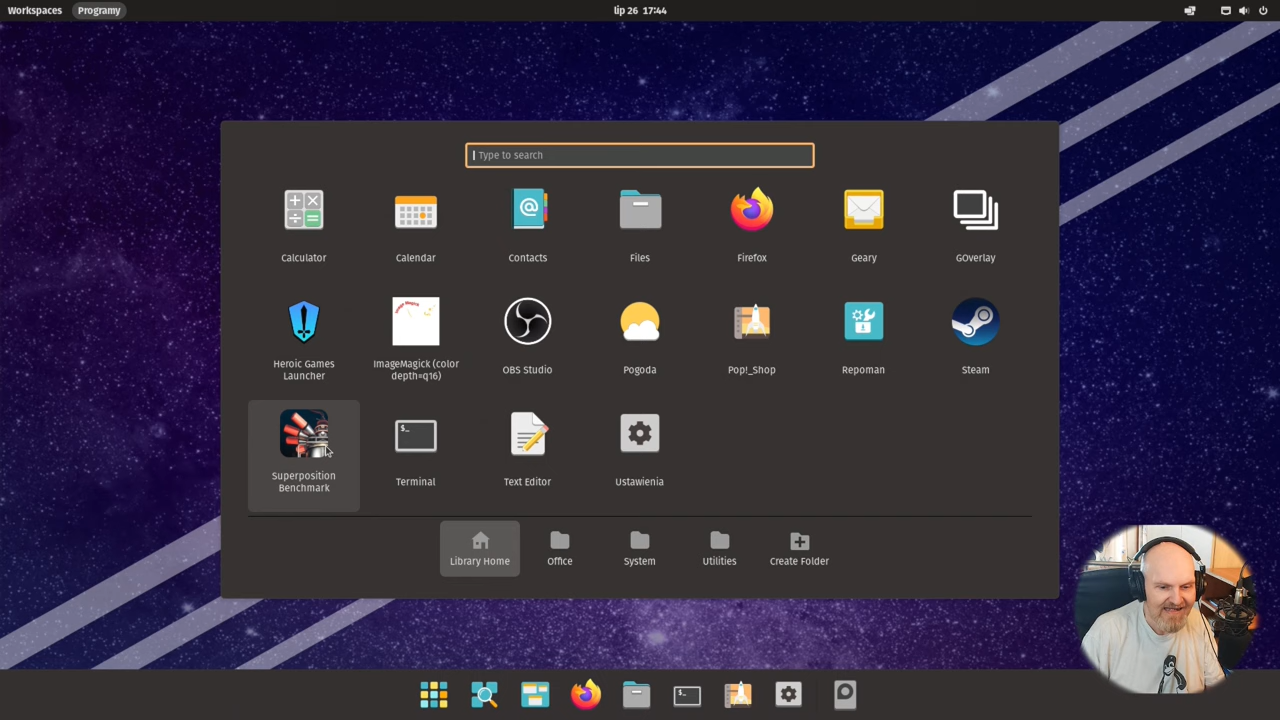 Workspaces
Programy
lip 26 17:44
Type to search
Calculator
Calendar
Contacts
Files
Firefox
Geary
GOverlay
Heroic Games
Launcher
ImageMagick (color
depth=q16)
OBS Studio
Pogoda
Pop!_Shop
Repoman
Steam
Superposition
Benchmark
Terminal
Text Editor
Ustawienia
Library Home
Office
System
Utilities
Create Folder